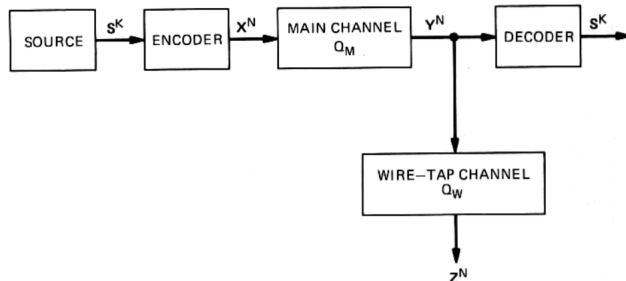 SOURCE
S^K
ENCODER
X^N
MAIN CHANNEL
Q_M
Y^N
DECODER
S^K
WIRE–TAP CHANNEL
Q_W
Z^N